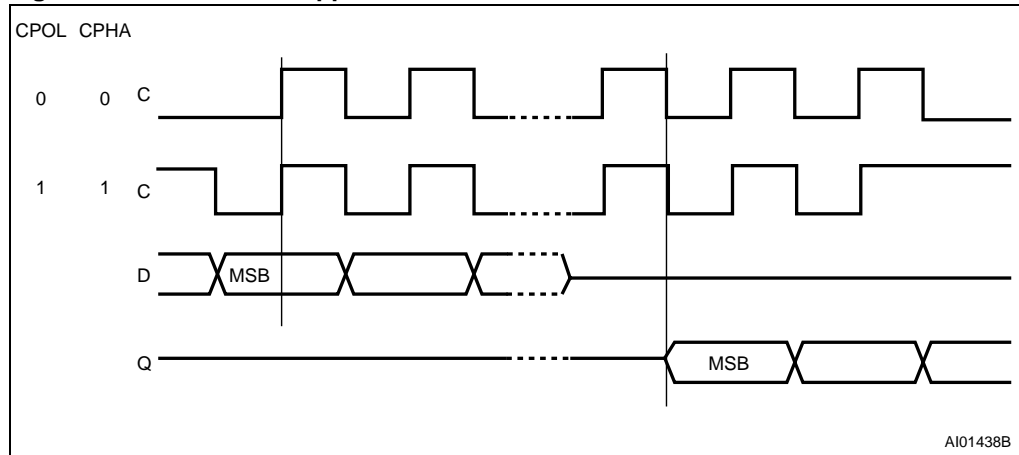 CPOL CPHA
0 0 C
1 1 C
D MSB
Q MSB
AI01438B